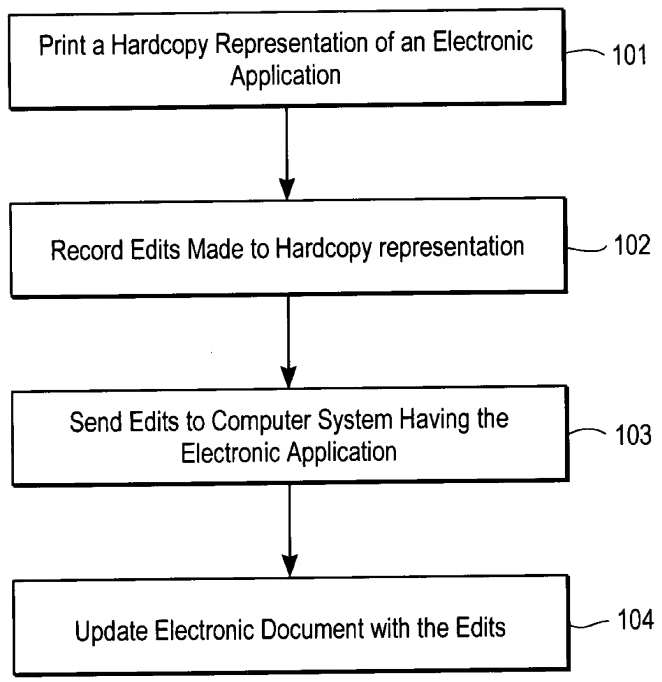 Print a Hardcopy Representation of an Electronic
Application
101
Record Edits Made to Hardcopy representation
102
Send Edits to Computer System Having the
Electronic Application
103
Update Electronic Document with the Edits
104